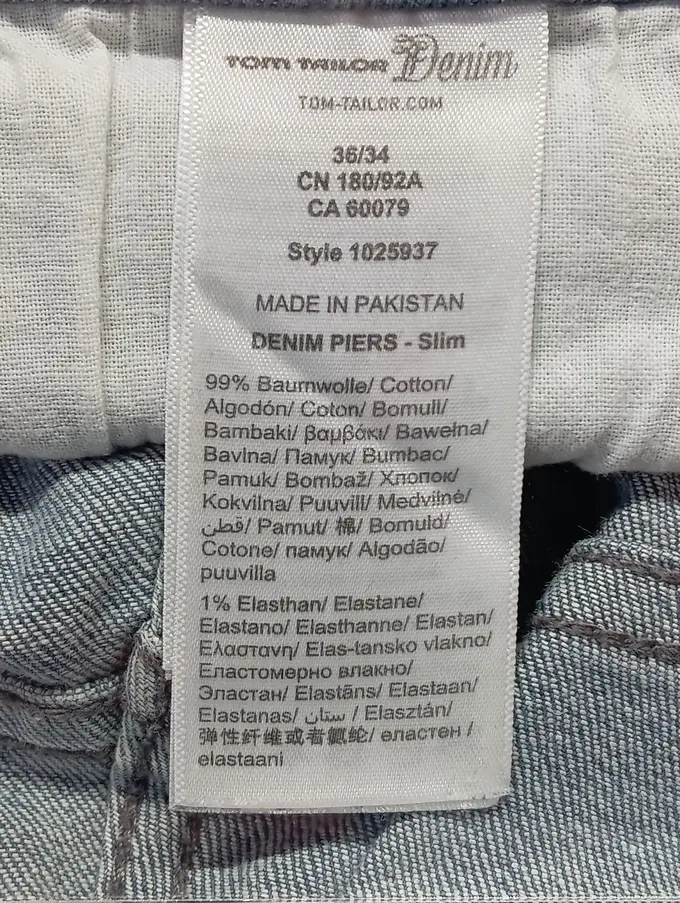 TOM TAILOR Denim
TOM-TAILOR.COM
36/34
CN 180/92A
CA 60079
Style 1025937
MADE IN PAKISTAN
DENIM PIERS - Slim
99% Baumwolle/ Cotton/
Algodón/ Coton/ Bomull/
Bambaki/ βαμβάκι/ Bawełna/
Bavlna/ Памук/ Bumbac/
Pamuk/ Bombaž/ Хлопок/
Kokvilna/ Puuvill/ Medvilnė/
قطن/ Pamut/ 棉/ Bomuld/
Cotone/ памук/ Algodão/
puuvilla
1% Elasthan/ Elastane/
Elastano/ Elasthanne/ Elastan/
Ελαστανη/ Elas-tansko vlakno/
Еластомерно влакно/
Эластан/ Elastāns/ Elastaan/
Elastanas/ ستان / Elasztán/
弹性纤维或者氨纶/ еластен /
elastaani